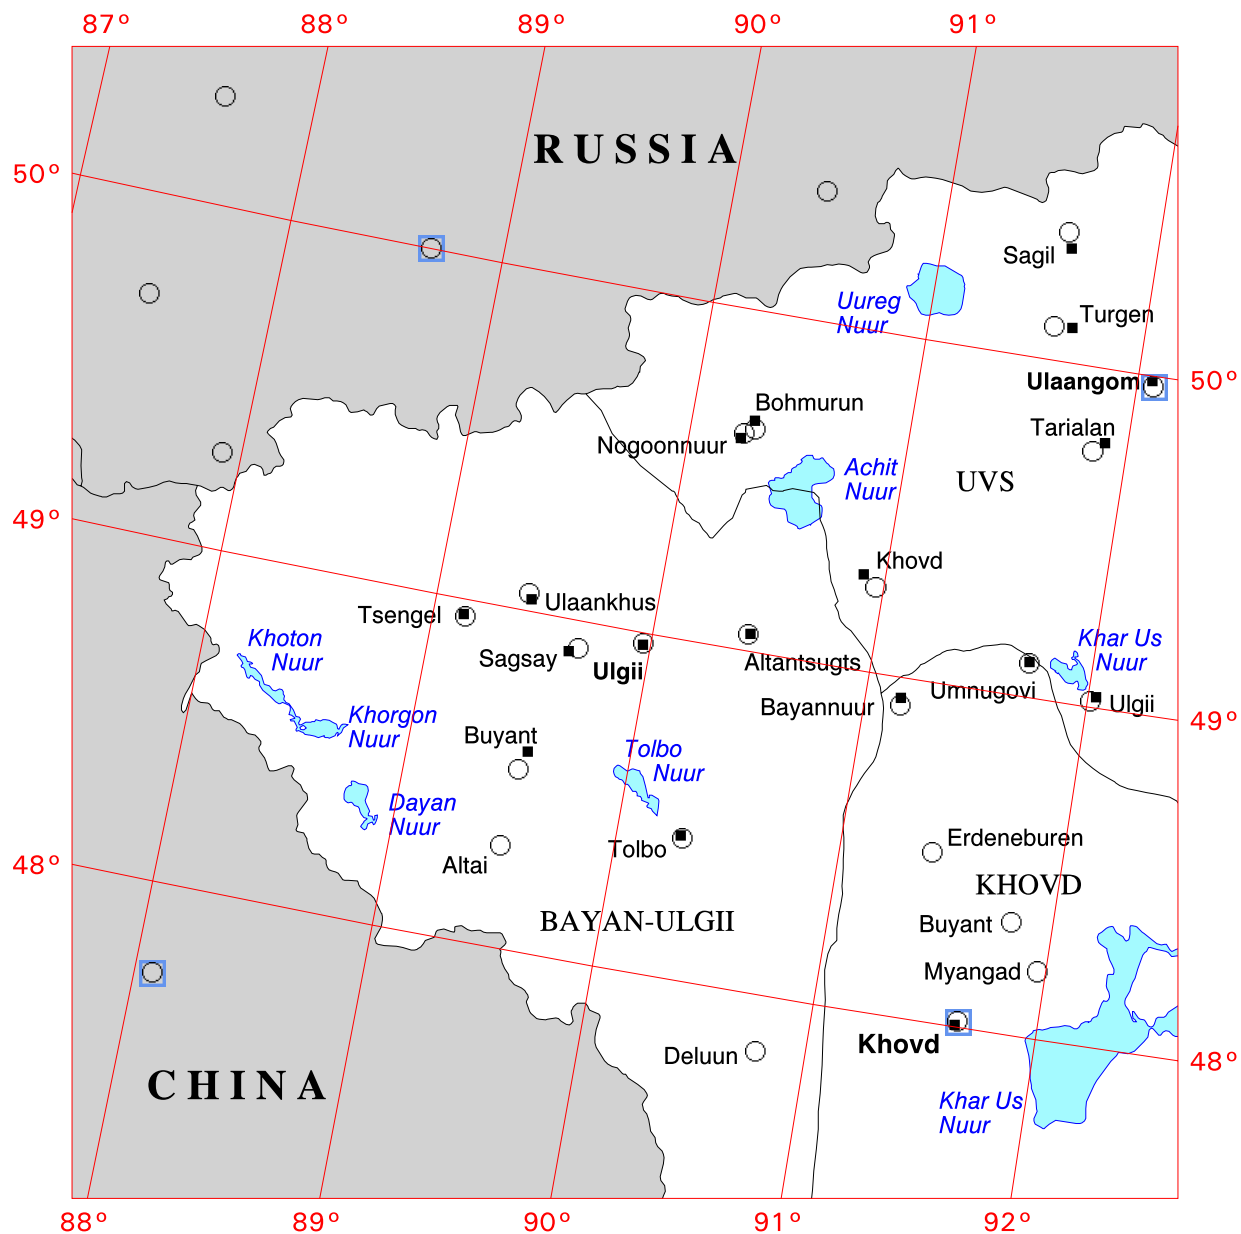 87° 88° 89° 90° 91°
RUSSIA
50°
Sagil
Uureg
Nuur
Turgen
50°
Ulaangom
Bohmurun
Tarialan
Nogoonnuur
Achit
Nuur
UVS
49°
Khovd
Ulaankhus
Tsengel
Khoton
Nuur
Sagsay
Ulgii
Altantsugts
Khar Us
Nuur
Umnugovi
Bayannuur
Ulgii
49°
Khorgon
Nuur
Buyant
Tolbo
Nuur
Dayan
Nuur
Erdeneburen
Tolbo
Altai
48°
KHOVD
BAYAN-ULGII
Buyant
Myangad
Khovd
Deluun
48°
CHINA
Khar Us
Nuur
88° 89° 90° 91° 92°